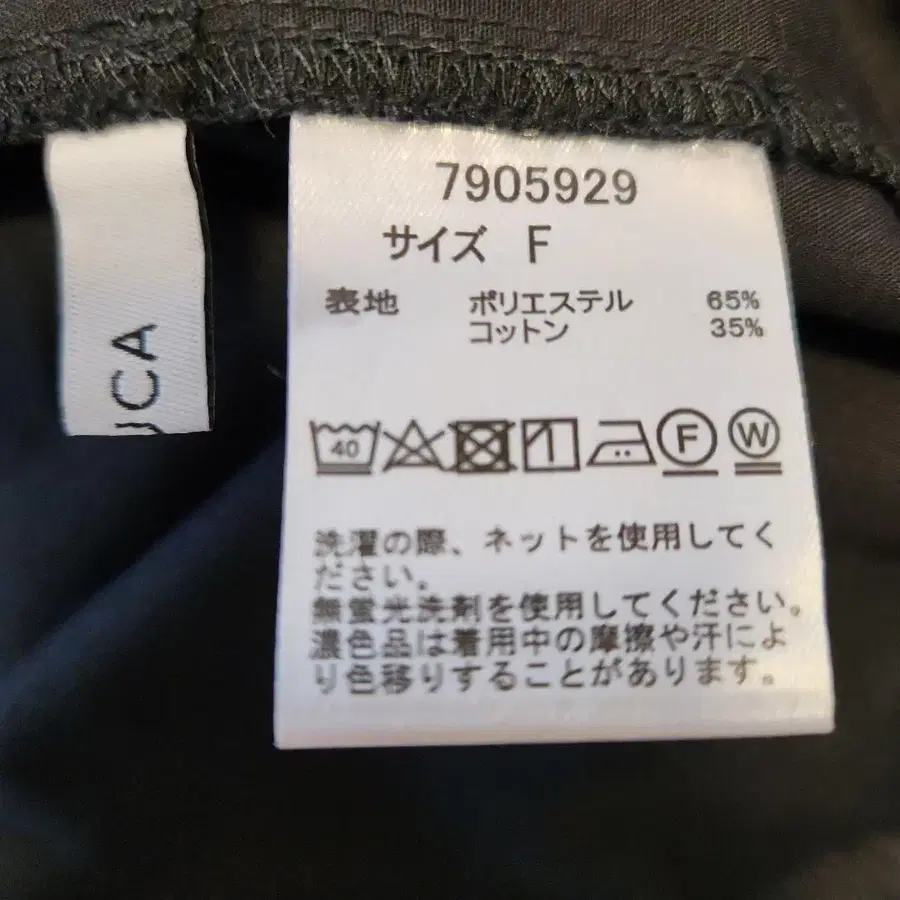 7905929
サイズ F
表地 ポリエステル 65%
コットン 35%
40 F W
洗濯の際、ネットを使用してく
ださい。
無蛍光洗剤を使用してください。
濃色品は着用中の摩擦や汗によ
り色移りすることがあります。
UCA